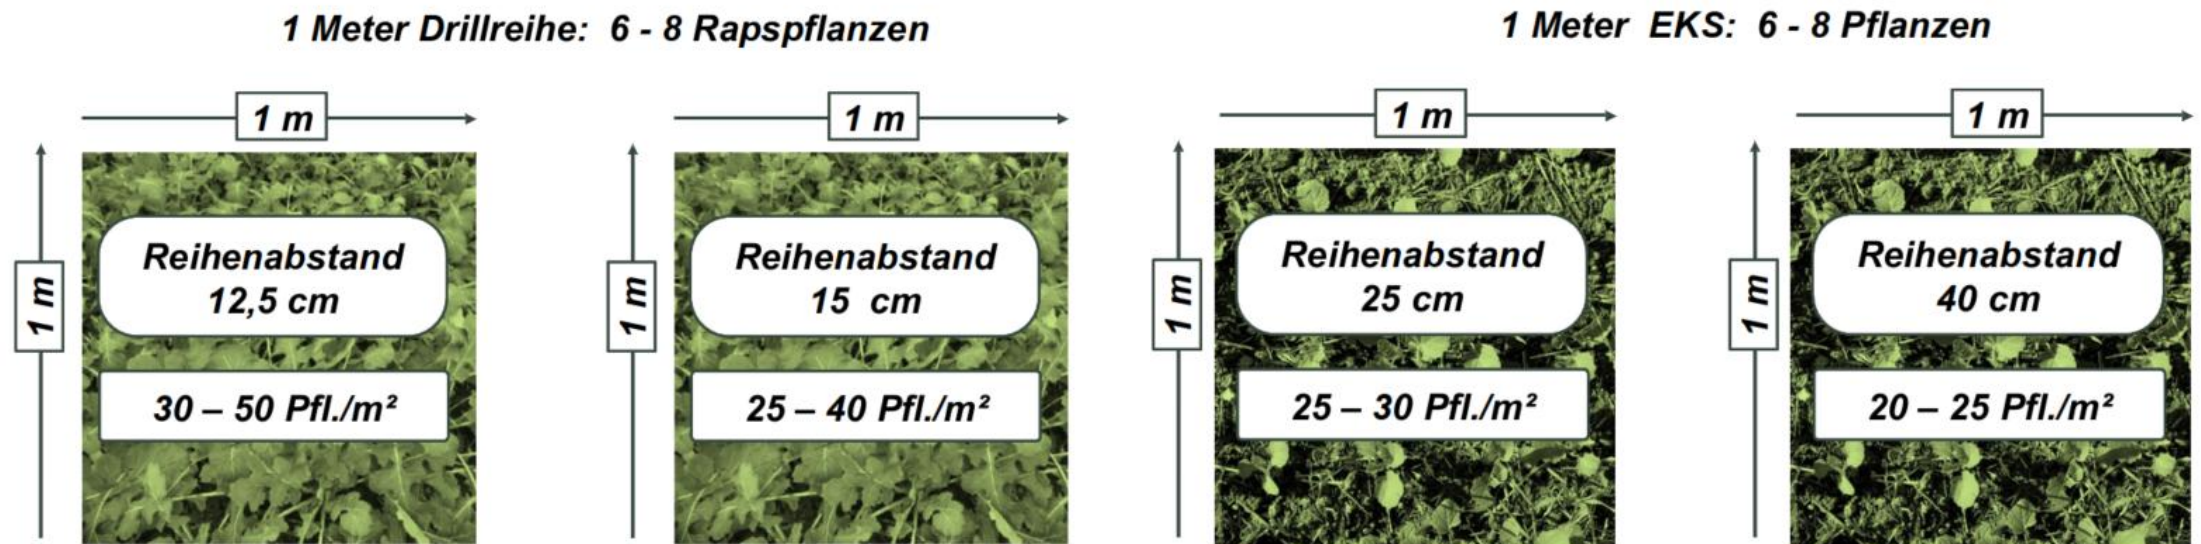 1 Meter Drillreihe: 6 - 8 Rapspflanzen
1 m
1 m
Reihenabstand
12,5 cm
30 – 50 Pfl./m²
1 m
1 m
Reihenabstand
15 cm
25 – 40 Pfl./m²
1 Meter EKS: 6 - 8 Pflanzen
1 m
1 m
Reihenabstand
25 cm
25 – 30 Pfl./m²
1 m
1 m
Reihenabstand
40 cm
20 – 25 Pfl./m²